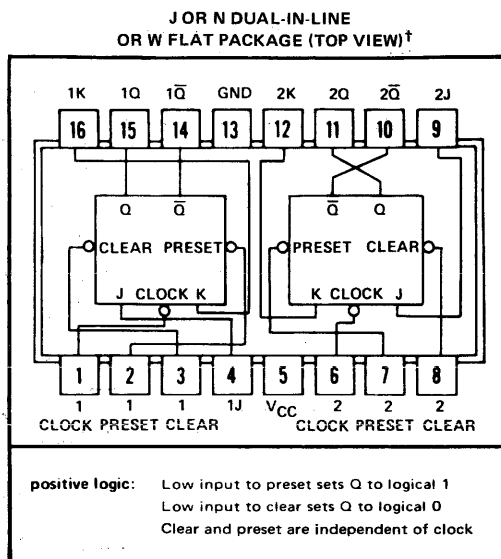 J OR N DUAL-IN-LINE
OR W FLAT PACKAGE (TOP VIEW)†
1K 1Q 1Q̅ GND 2K 2Q 2Q̅ 2J
16 15 14 13 12 11 10 9
Q Q̅ Q̅ Q
CLEAR PRESET PRESET CLEAR
J CLOCK K K CLOCK J
1 2 3 4 5 6 7 8
1 1 1 1J VCC 2 2 2
CLOCK PRESET CLEAR CLOCK PRESET CLEAR
positive logic: Low input to preset sets Q to logical 1
Low input to clear sets Q to logical 0
Clear and preset are independent of clock